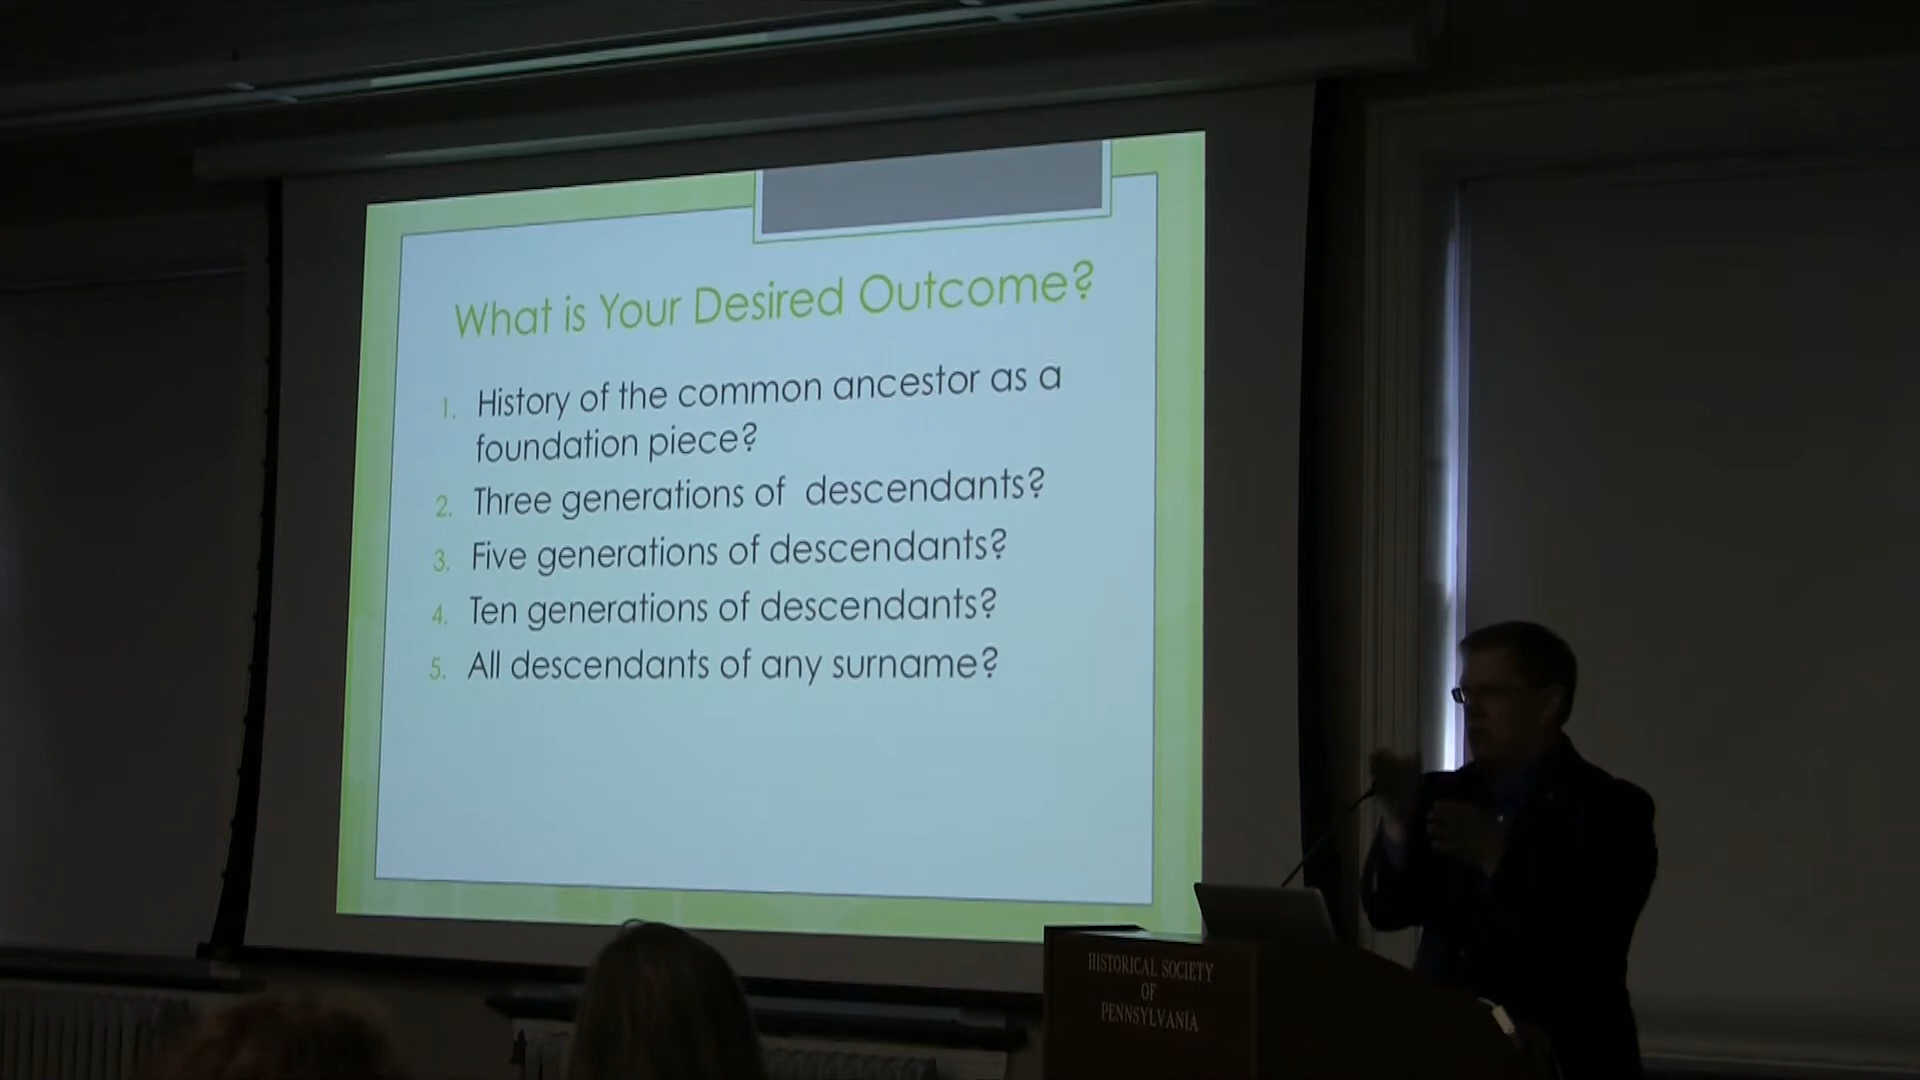 What is Your Desired Outcome?
1. History of the common ancestor as a
foundation piece?
2. Three generations of descendants?
3. Five generations of descendants?
4. Ten generations of descendants?
5. All descendants of any surname?
HISTORICAL SOCIETY
OF
PENNSYLVANIA